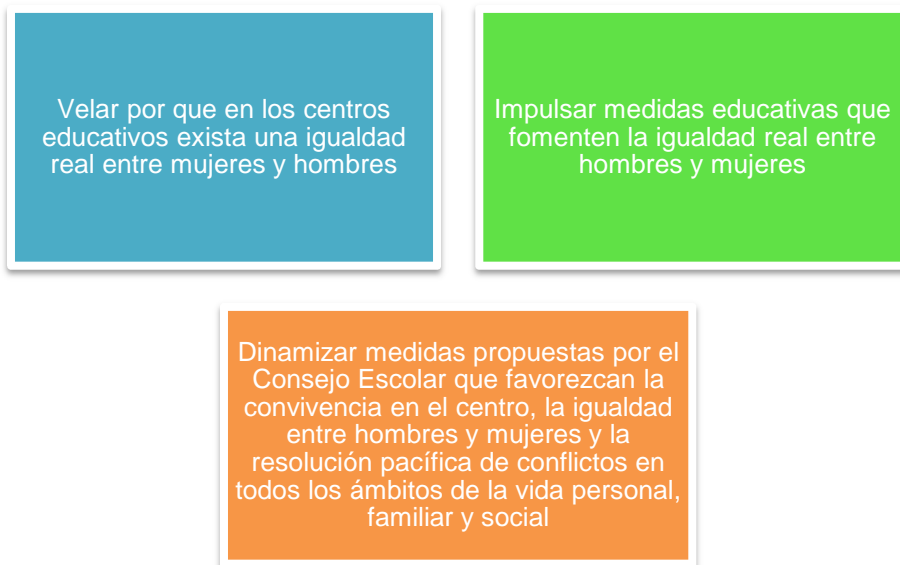 Velar por que en los centros
educativos exista una igualdad
real entre mujeres y hombres
Impulsar medidas educativas que
fomenten la igualdad real entre
hombres y mujeres
Dinamizar medidas propuestas por el
Consejo Escolar que favorezcan la
convivencia en el centro, la igualdad
entre hombres y mujeres y la
resolución pacífica de conflictos en
todos los ámbitos de la vida personal,
familiar y social